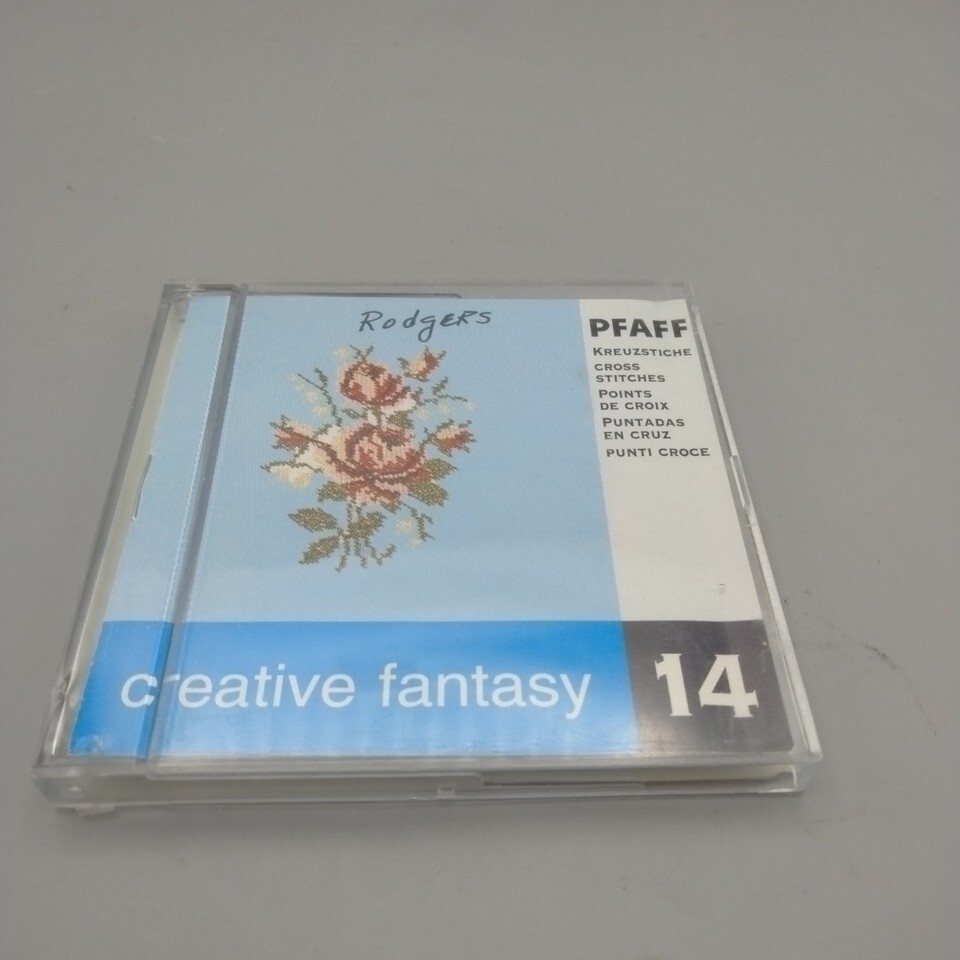 Rodgers
PFAFF
KREUZSTICHE
CROSS
STITCHES
POINTS
DE CROIX
PUNTADAS
EN CRUZ
PUNTI CROCE
creative fantasy
14